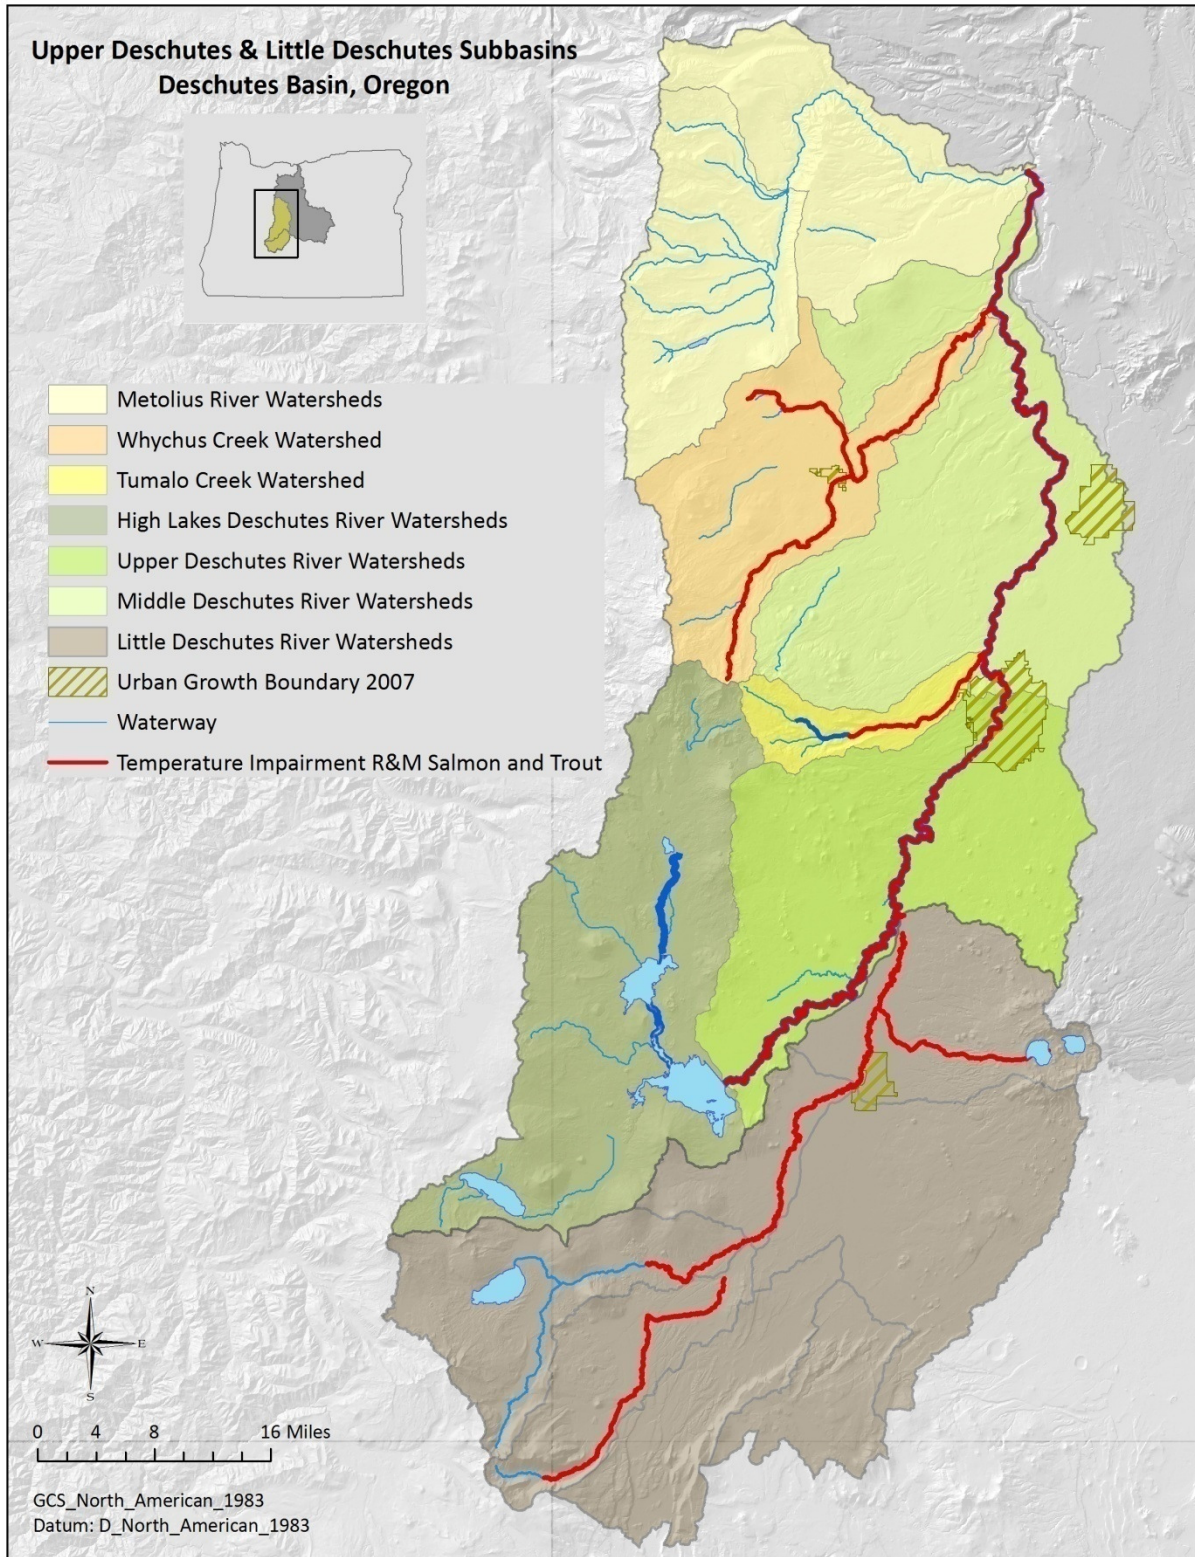 Upper Deschutes & Little Deschutes Subbasins
Deschutes Basin, Oregon
Metolius River Watersheds
Whychus Creek Watershed
Tumalo Creek Watershed
High Lakes Deschutes River Watersheds
Upper Deschutes River Watersheds
Middle Deschutes River Watersheds
Little Deschutes River Watersheds
Urban Growth Boundary 2007
Waterway
Temperature Impairment R&M Salmon and Trout
N
W E
S
0 4 8 16 Miles
GCS_North_American_1983
Datum: D_North_American_1983